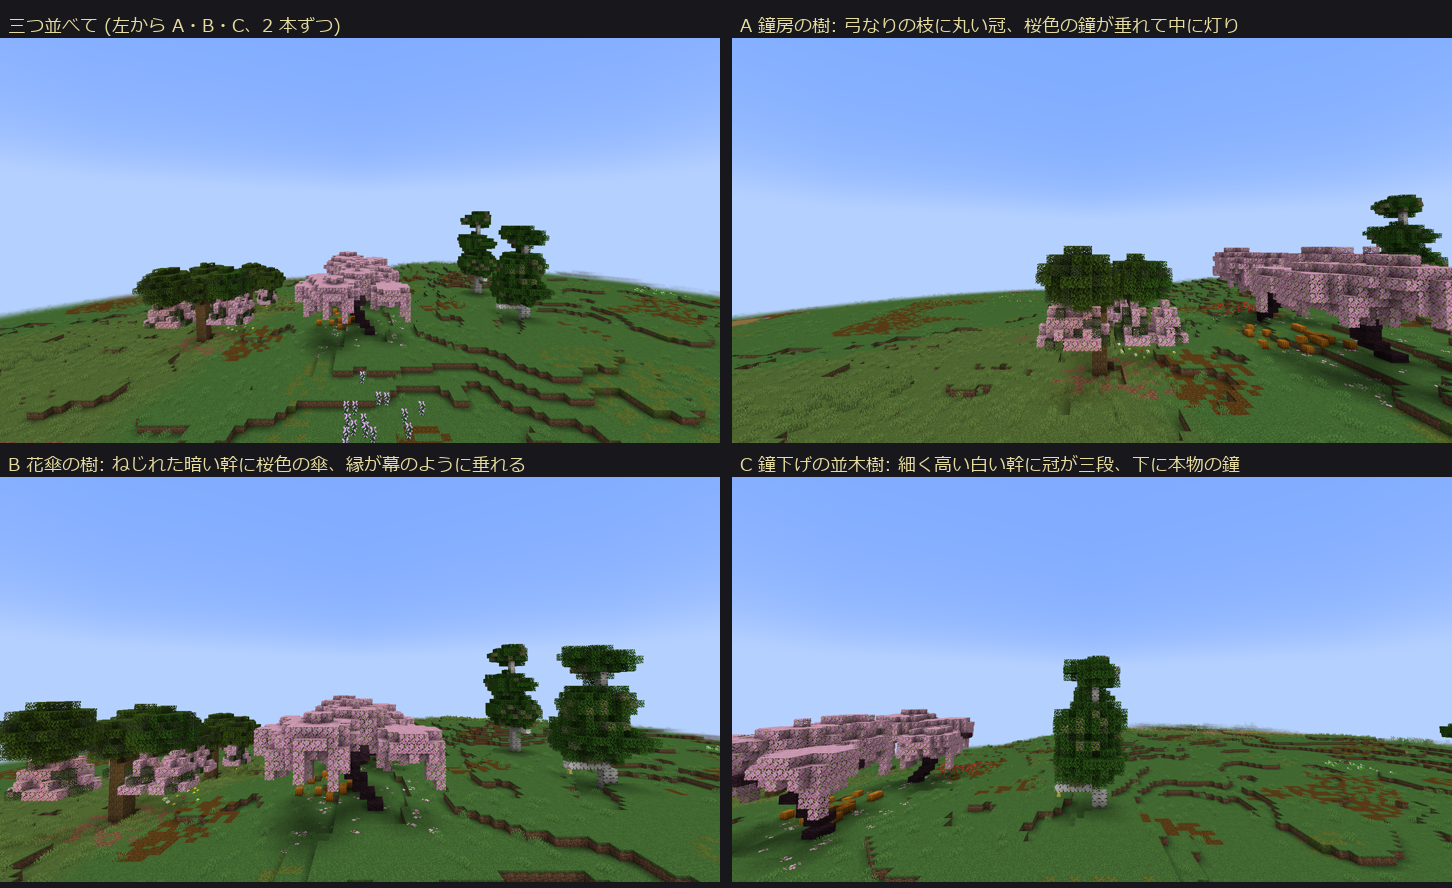 三つ並べて (左から A・B・C、2 本ずつ)
A 鐘房の樹: 弓なりの枝に丸い冠、桜色の鐘が垂れて中に灯り
B 花傘の樹: ねじれた暗い幹に桜色の傘、縁が幕のように垂れる
C 鐘下げの並木樹: 細く高い白い幹に冠が三段、下に本物の鐘